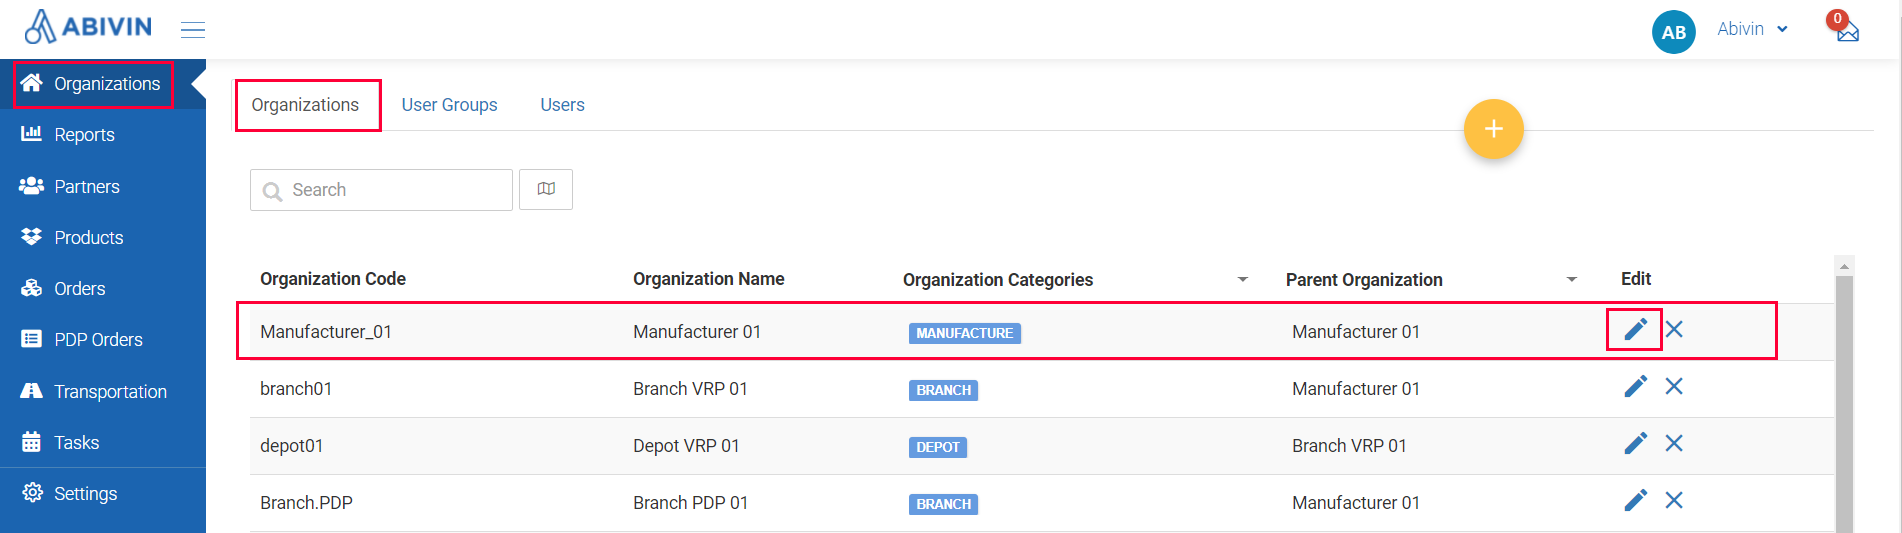 ABIVIN
AB Abivin 0
Organizations
Reports
Partners
Products
Orders
PDP Orders
Transportation
Tasks
Settings
Organizations User Groups Users
+
Search
Organization Code Organization Name Organization Categories Parent Organization Edit
Manufacturer_01 Manufacturer 01 MANUFACTURE Manufacturer 01
branch01 Branch VRP 01 BRANCH Manufacturer 01
depot01 Depot VRP 01 DEPOT Branch VRP 01
Branch.PDP Branch PDP 01 BRANCH Manufacturer 01